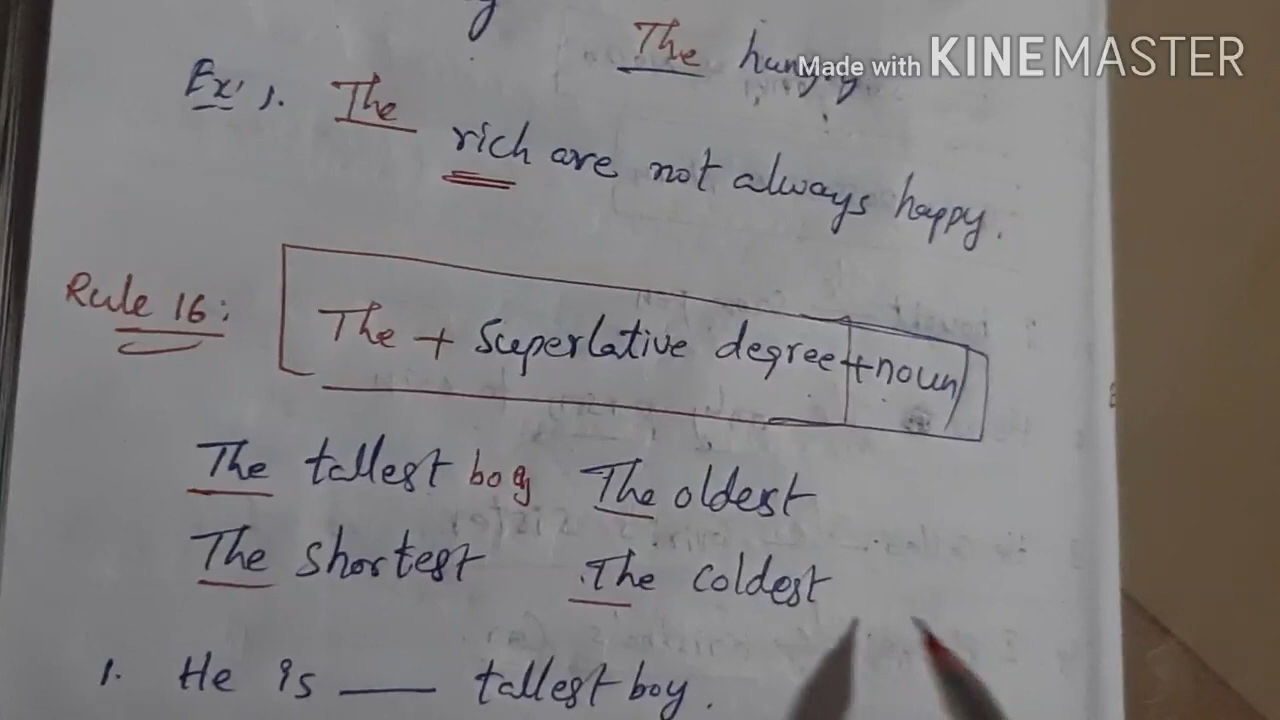 The hungry
Made with KINEMASTER
Ex: 1. The rich are not always happy.
Rule 16: The + Superlative degree + noun
The tallest boy The oldest
The shortest The coldest
1. He is ___ tallest boy.